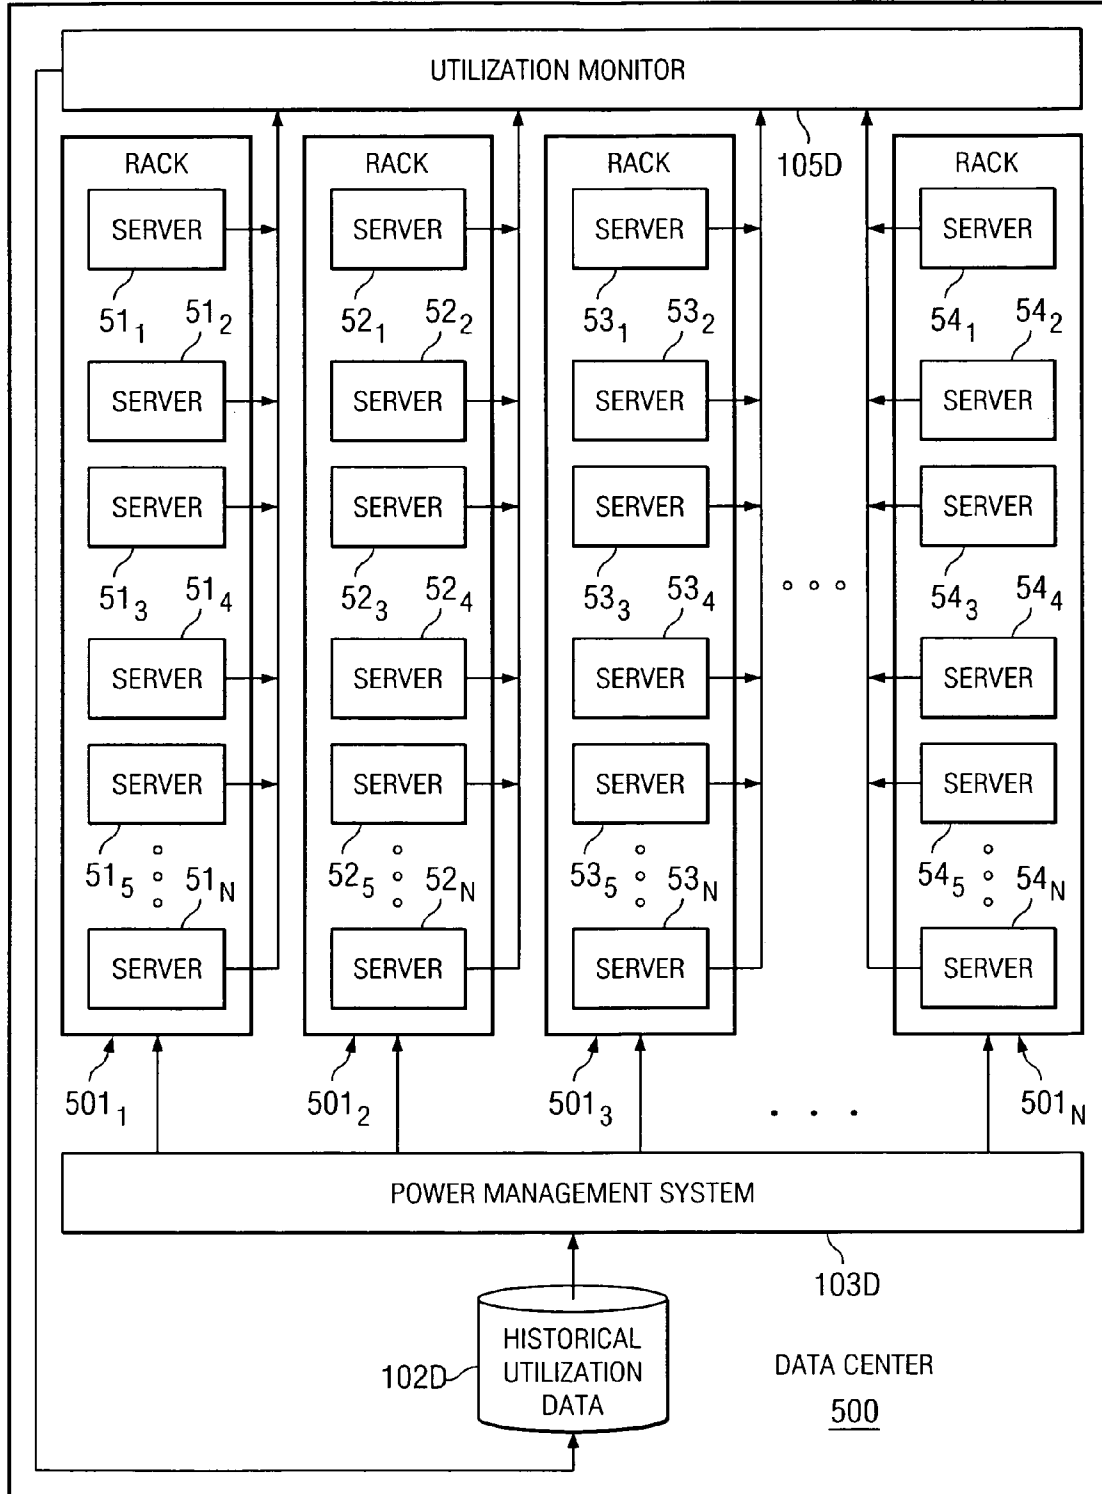 UTILIZATION MONITOR
105D
RACK RACK RACK RACK
SERVER SERVER SERVER SERVER
51₁ 51₂ 52₁ 52₂ 53₁ 53₂ 54₁ 54₂
SERVER SERVER SERVER SERVER
SERVER SERVER SERVER SERVER
51₃ 51₄ 52₃ 52₄ 53₃ 53₄ 54₃ 54₄
SERVER SERVER SERVER SERVER
SERVER SERVER SERVER SERVER
51₅ 51N 52₅ 52N 53₅ 53N 54₅ 54N
SERVER SERVER SERVER SERVER
501₁ 501₂ 501₃ . . . 501N
POWER MANAGEMENT SYSTEM
103D
HISTORICAL
UTILIZATION
DATA
102D
DATA CENTER
500